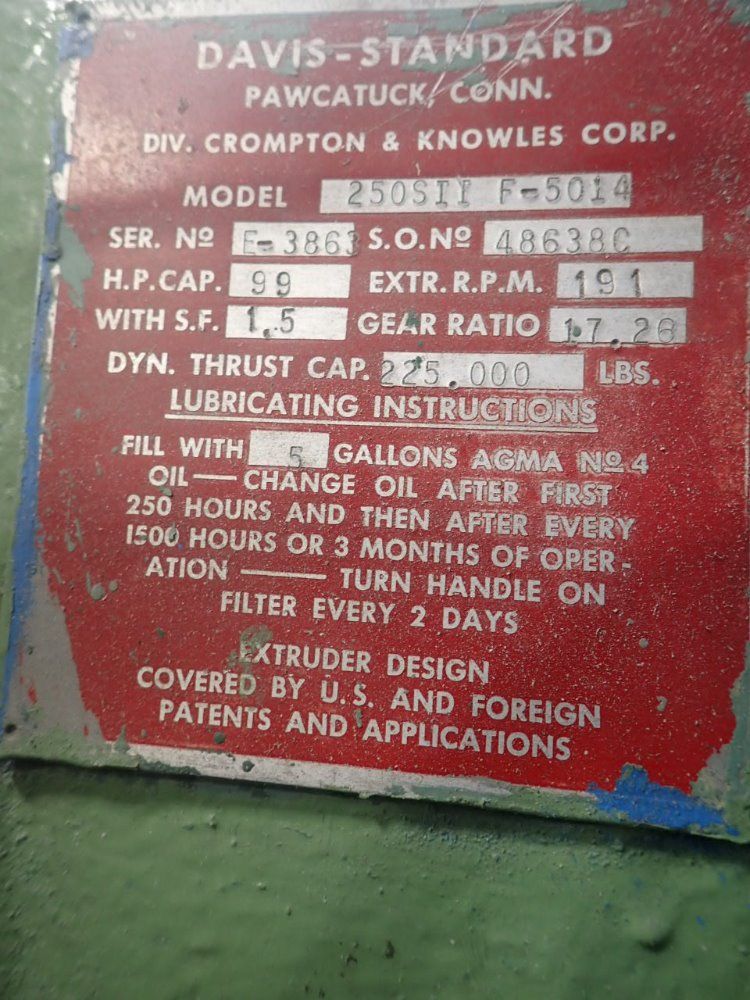 DAVIS-STANDARD
PAWCATUCK, CONN.
DIV. CROMPTON & KNOWLES CORP.
MODEL 250SII F-5014
SER. Nº E-3863 S.O.Nº 48638C
H.P.CAP. 99 EXTR.R.P.M. 191
WITH S.F. 1.5 GEAR RATIO 17.26
DYN. THRUST CAP. 225.000 LBS.
LUBRICATING INSTRUCTIONS
FILL WITH 5 GALLONS AGMA Nº 4
OIL — CHANGE OIL AFTER FIRST
250 HOURS AND THEN AFTER EVERY
1500 HOURS OR 3 MONTHS OF OPER-
ATION — TURN HANDLE ON
FILTER EVERY 2 DAYS
EXTRUDER DESIGN
COVERED BY U.S. AND FOREIGN
PATENTS AND APPLICATIONS